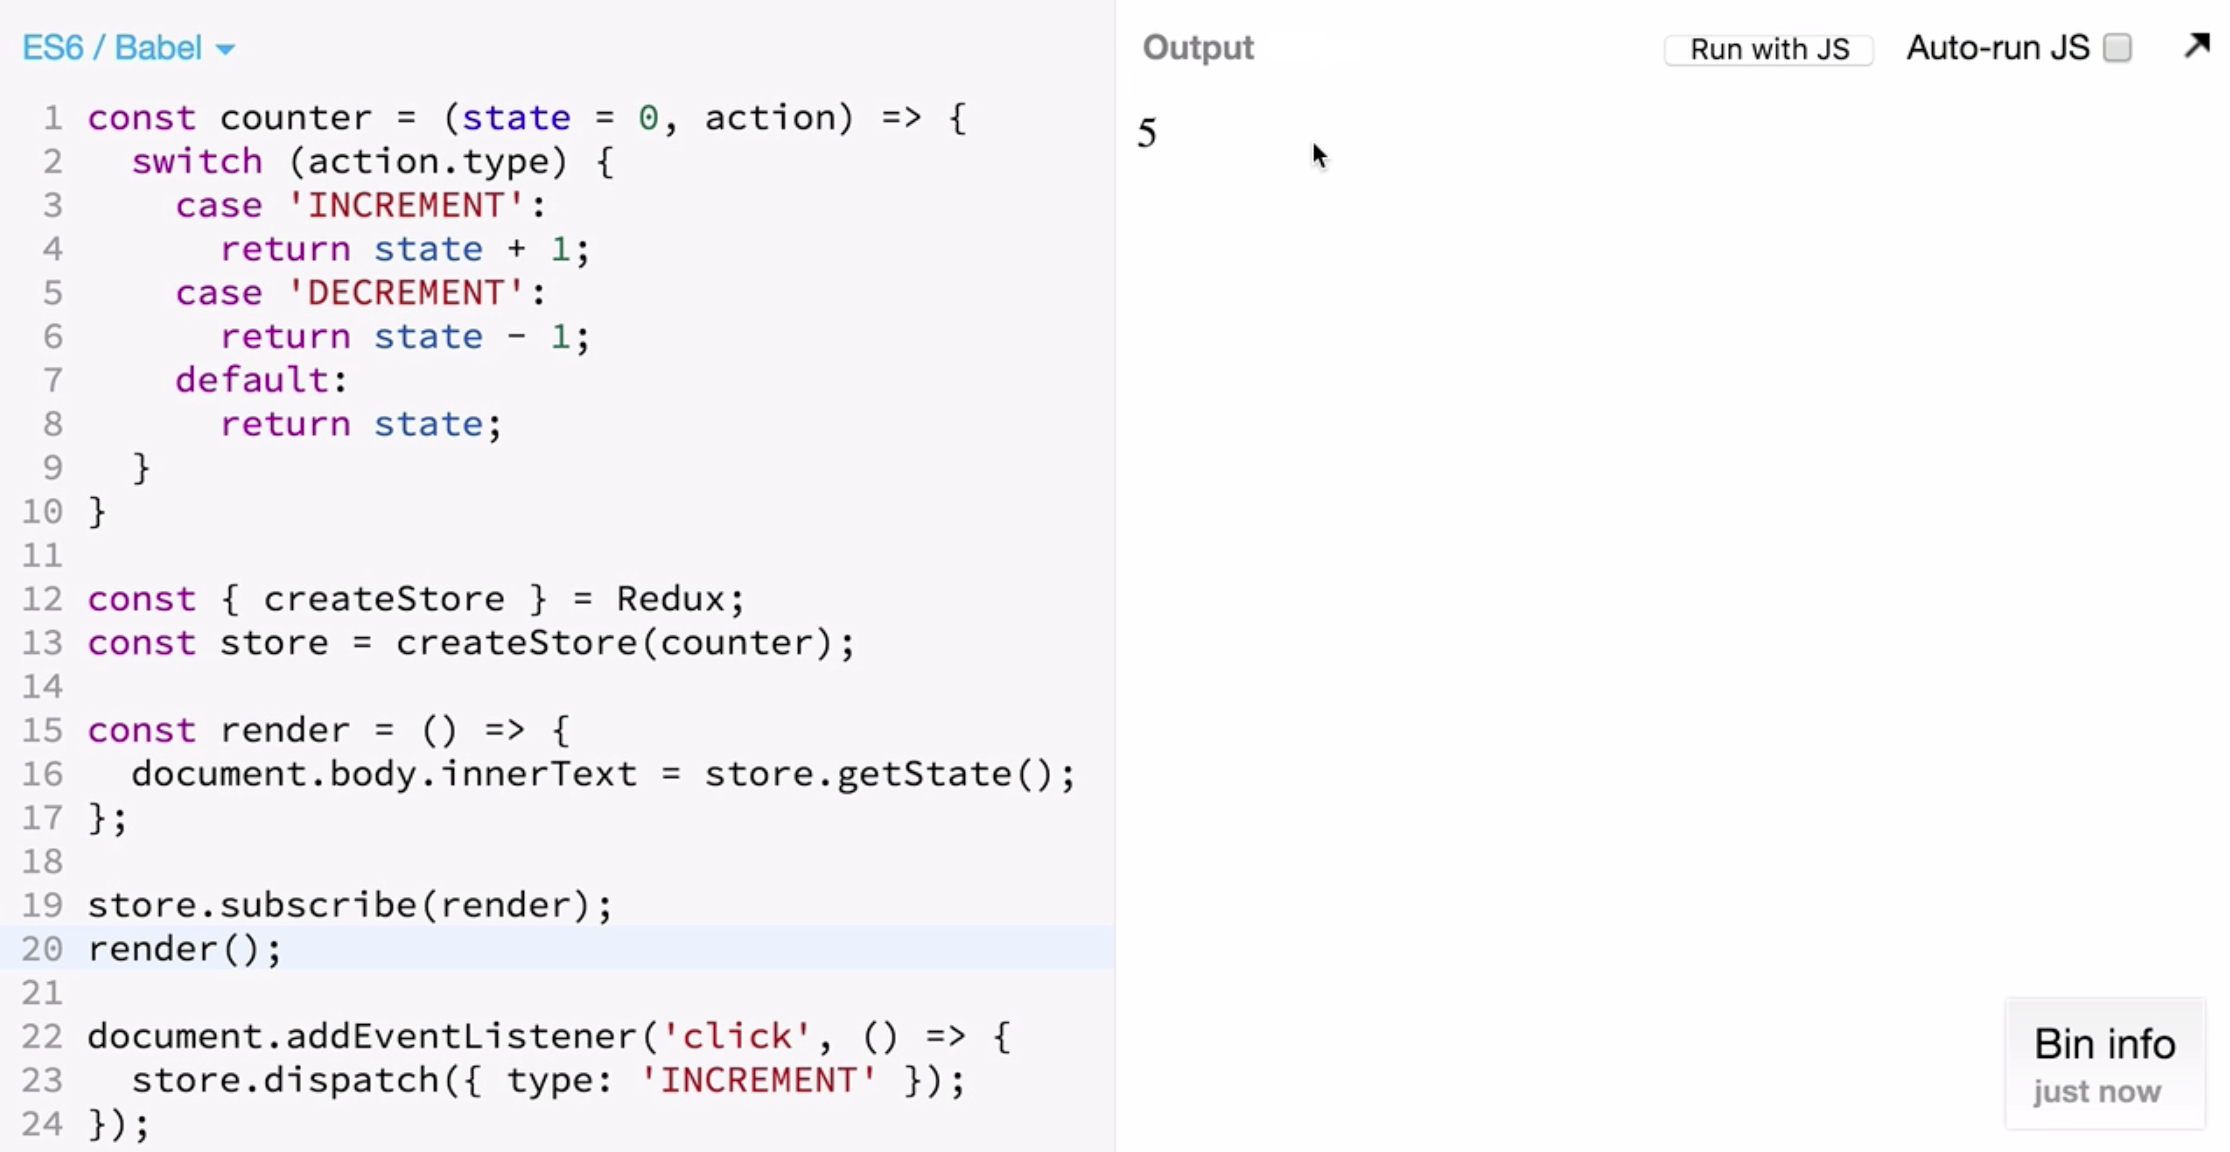 ES6 / Babel
Output
Run with JS
Auto-run JS
1 const counter = (state = 0, action) => {
2   switch (action.type) {
3     case 'INCREMENT':
4       return state + 1;
5     case 'DECREMENT':
6       return state - 1;
7     default:
8       return state;
9   }
10 }
11
12 const { createStore } = Redux;
13 const store = createStore(counter);
14
15 const render = () => {
16   document.body.innerText = store.getState();
17 };
18
19 store.subscribe(render);
20 render();
21
22 document.addEventListener('click', () => {
23   store.dispatch({ type: 'INCREMENT' });
24 });
5
Bin info
just now